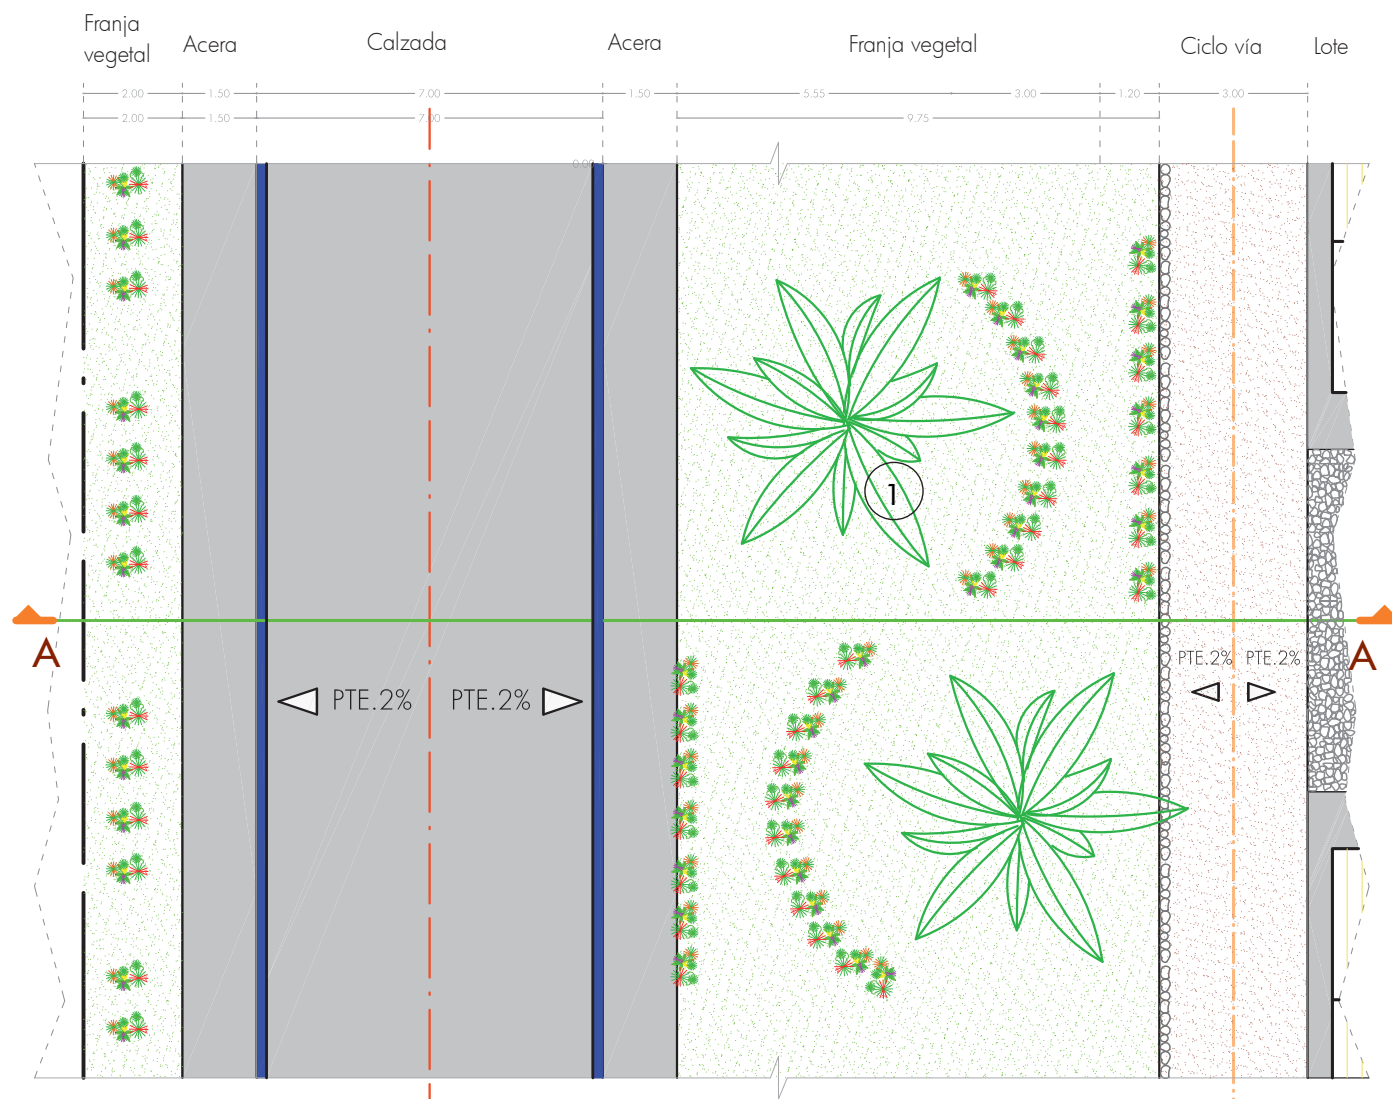 Franja
vegetal
Acera
Calzada
Acera
Franja vegetal
Ciclo vía
Lote
2.00
1.50
7.00
1.50
5.55
3.00
1.20
3.00
2.00
1.50
7.00
9.75
0.00
1
A
A
PTE.2%
PTE.2%
PTE.2%
PTE.2%